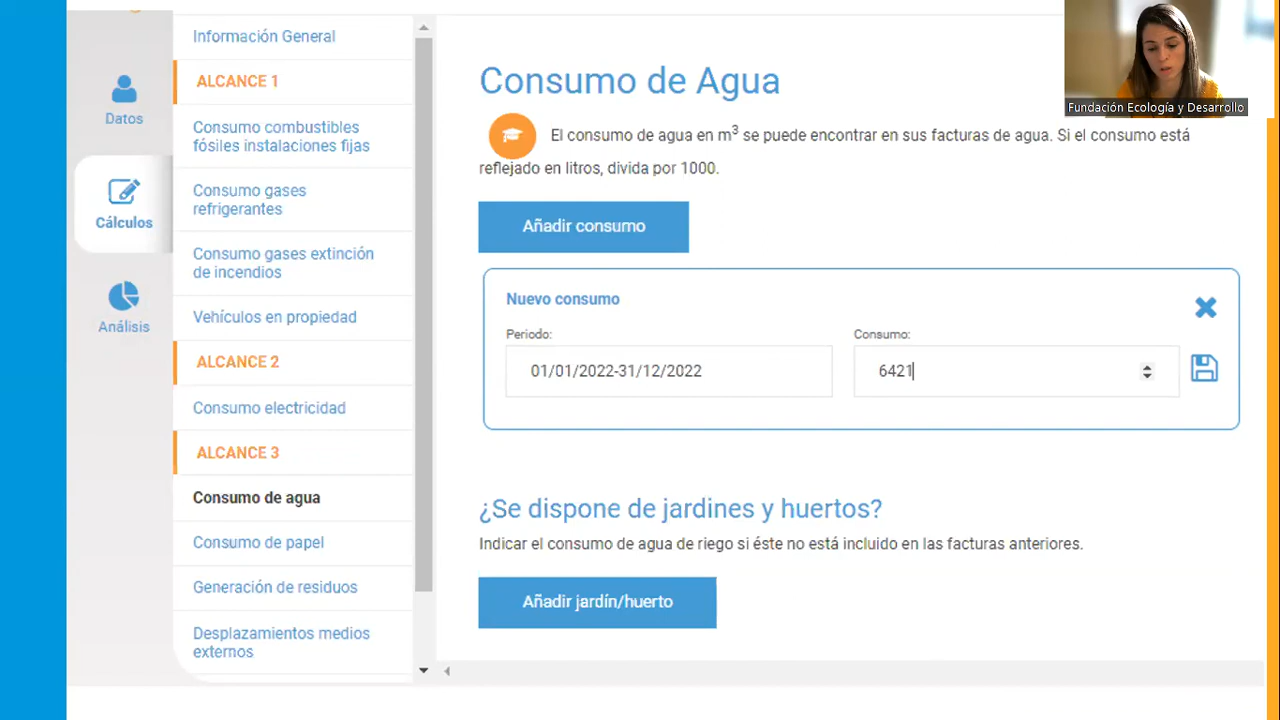 Datos
Cálculos
Análisis
Información General
ALCANCE 1
Consumo combustibles
fósiles instalaciones fijas
Consumo gases
refrigerantes
Consumo gases extinción
de incendios
Vehículos en propiedad
ALCANCE 2
Consumo electricidad
ALCANCE 3
Consumo de agua
Consumo de papel
Generación de residuos
Desplazamientos medios
externos
Consumo de Agua
El consumo de agua en m³ se puede encontrar en sus facturas de agua. Si el consumo está
reflejado en litros, divida por 1000.
Añadir consumo
Nuevo consumo
Periodo:
01/01/2022-31/12/2022
Consumo:
6421
¿Se dispone de jardines y huertos?
Indicar el consumo de agua de riego si éste no está incluido en las facturas anteriores.
Añadir jardín/huerto
Fundación Ecología y Desarrollo